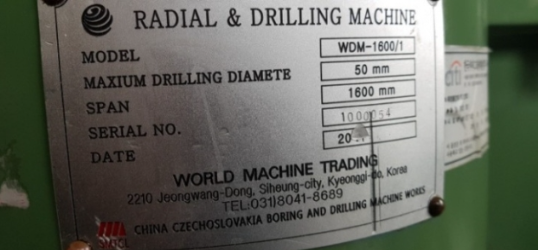 RADIAL & DRILLING MACHINE
MODEL WDM-1600/1
MAXIUM DRILLING DIAMETE 50 mm
SPAN 1600 mm
SERIAL NO.
DATE
WORLD MACHINE TRADING
2210 Jeongwang-Dong, Siheung-city, Kyeonggi-do, Korea
TEL:031)8041-8689
CHINA CZECHOSLOVAKIA BORING AND DRILLING MACHINE WORKS